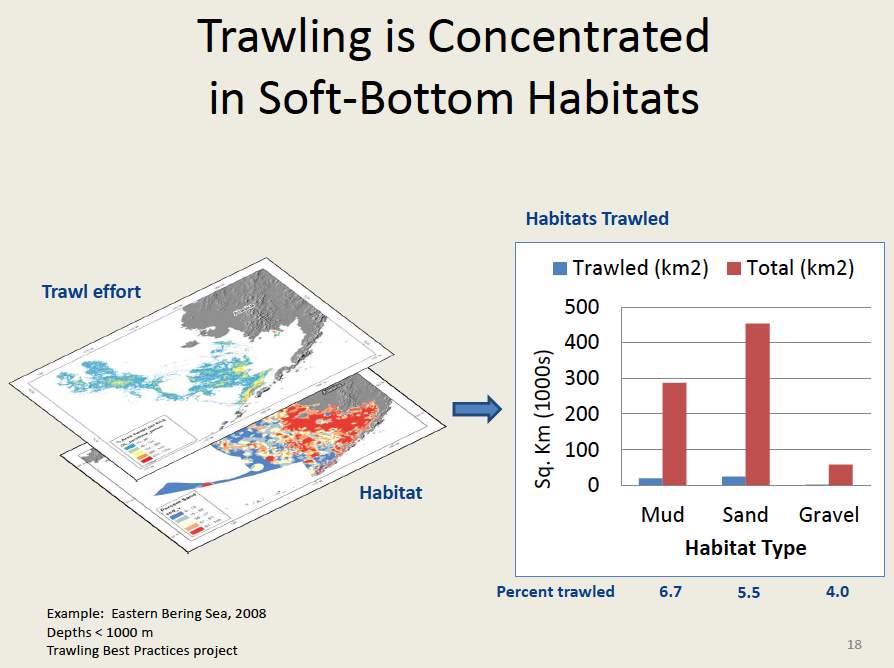 Trawling is Concentrated
in Soft-Bottom Habitats
Habitats Trawled
Trawl effort
Trawled (km2) Total (km2)
500
400
300
200
100
0
Sq. Km (1000s)
Mud Sand Gravel
Habitat Type
Habitat
Percent Sand
Percent trawled 6.7 5.5 4.0
Example: Eastern Bering Sea, 2008
Depths < 1000 m
Trawling Best Practices project
18